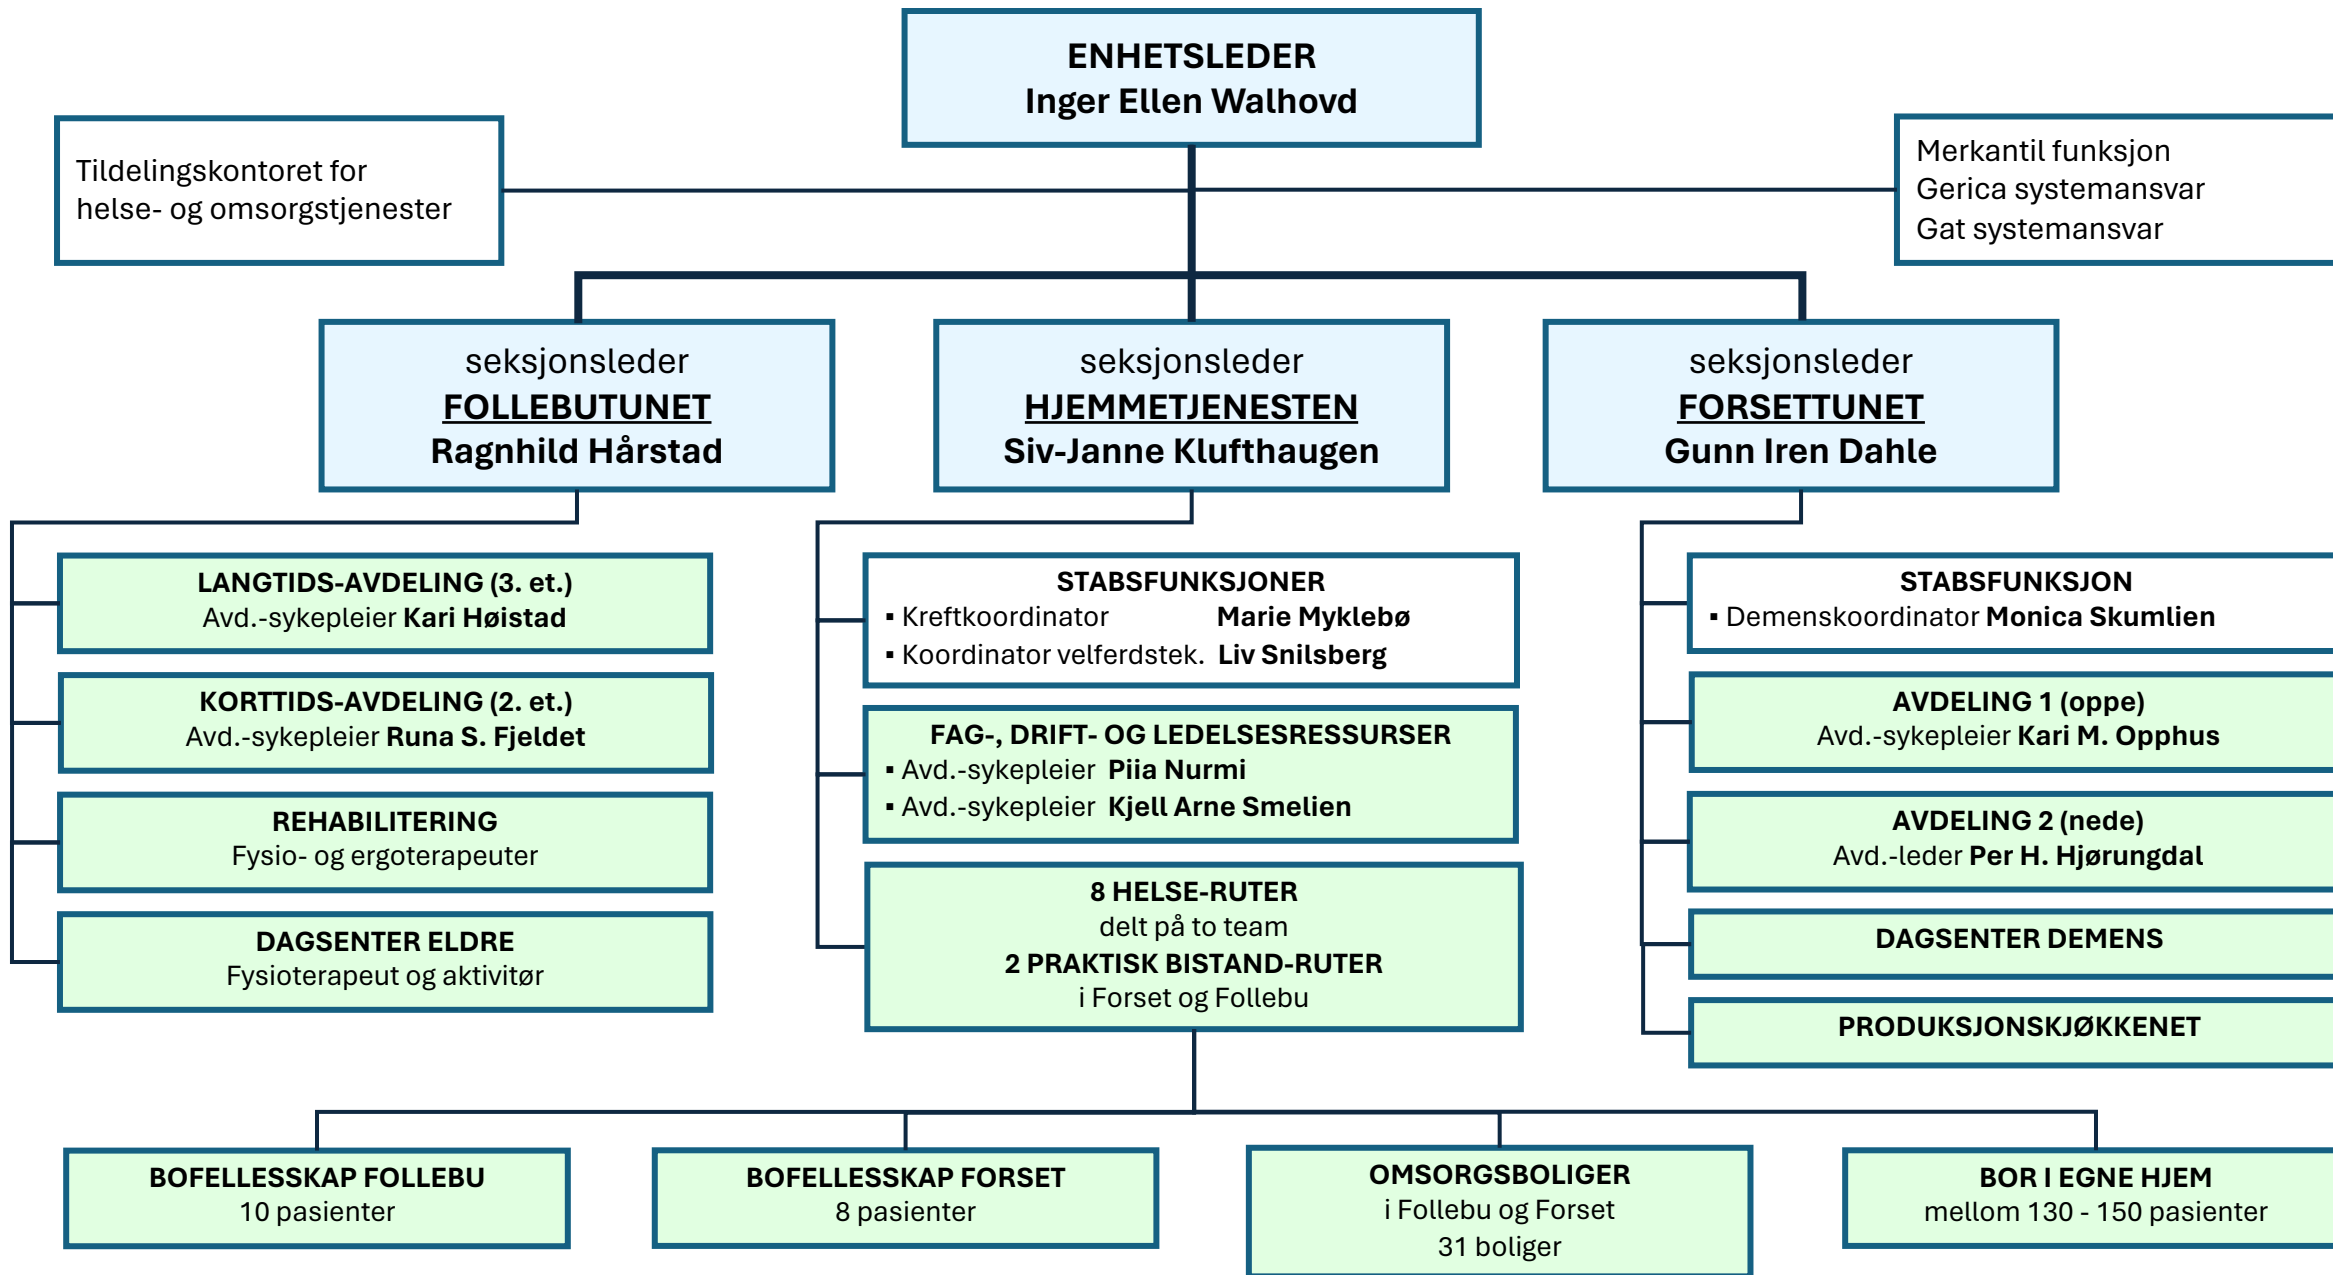 ENHETSLEDER
Inger Ellen Walhovd
Tildelingskontoret for
helse- og omsorgstjenester
Merkantil funksjon
Gerica systemansvar
Gat systemansvar
seksjonsleder
FOLLEBUTUNET
Ragnhild Hårstad
seksjonsleder
HJEMMETJENESTEN
Siv-Janne Klufthaugen
seksjonsleder
FORSETTUNET
Gunn Iren Dahle
LANGTIDS-AVDELING (3. et.)
Avd.-sykepleier Kari Høistad
KORTTIDS-AVDELING (2. et.)
Avd.-sykepleier Runa S. Fjeldet
REHABILITERING
Fysio- og ergoterapeuter
DAGSENTER ELDRE
Fysioterapeut og aktivitør
STABSFUNKSJONER
▪ Kreftkoordinator Marie Myklebø
▪ Koordinator velferdstek. Liv Snilsberg
FAG-, DRIFT- OG LEDELSESRESSURSER
▪ Avd.-sykepleier Piia Nurmi
▪ Avd.-sykepleier Kjell Arne Smelien
8 HELSE-RUTER
delt på to team
2 PRAKTISK BISTAND-RUTER
i Forset og Follebu
STABSFUNKSJON
▪ Demenskoordinator Monica Skumlien
AVDELING 1 (oppe)
Avd.-sykepleier Kari M. Opphus
AVDELING 2 (nede)
Avd.-leder Per H. Hjørungdal
DAGSENTER DEMENS
PRODUKSJONSKJØKKENET
BOFELLESSKAP FOLLEBU
10 pasienter
BOFELLESSKAP FORSET
8 pasienter
OMSORGSBOLIGER
i Follebu og Forset
31 boliger
BOR I EGNE HJEM
mellom 130 - 150 pasienter